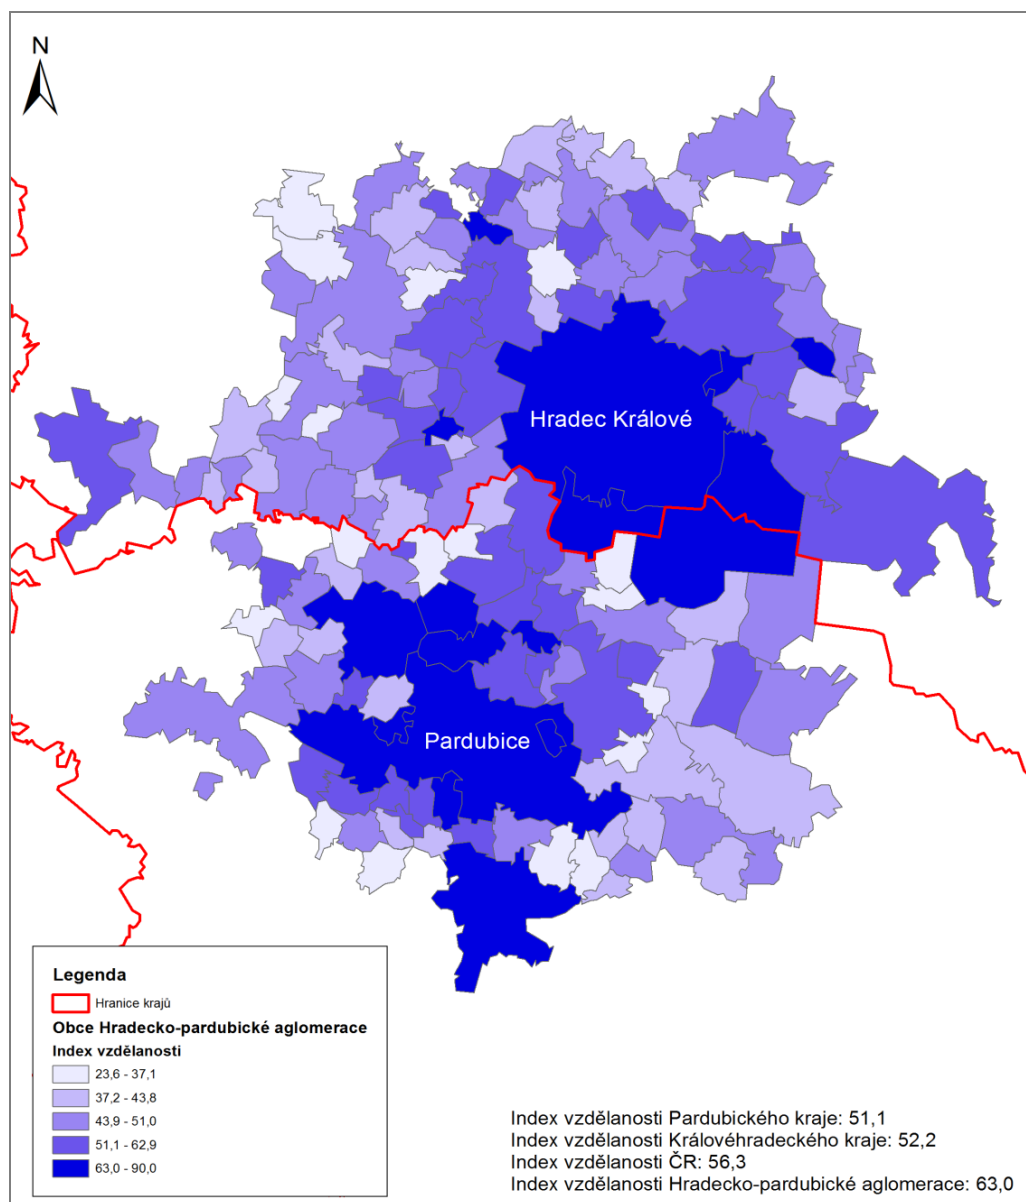 N
Hradec Králové
Pardubice
Legenda
Hranice krajů
Obce Hradecko-pardubické aglomerace
Index vzdělanosti
23,6 - 37,1
37,2 - 43,8
43,9 - 51,0
51,1 - 62,9
63,0 - 90,0
Index vzdělanosti Pardubického kraje: 51,1
Index vzdělanosti Královéhradeckého kraje: 52,2
Index vzdělanosti ČR: 56,3
Index vzdělanosti Hradecko-pardubické aglomerace: 63,0